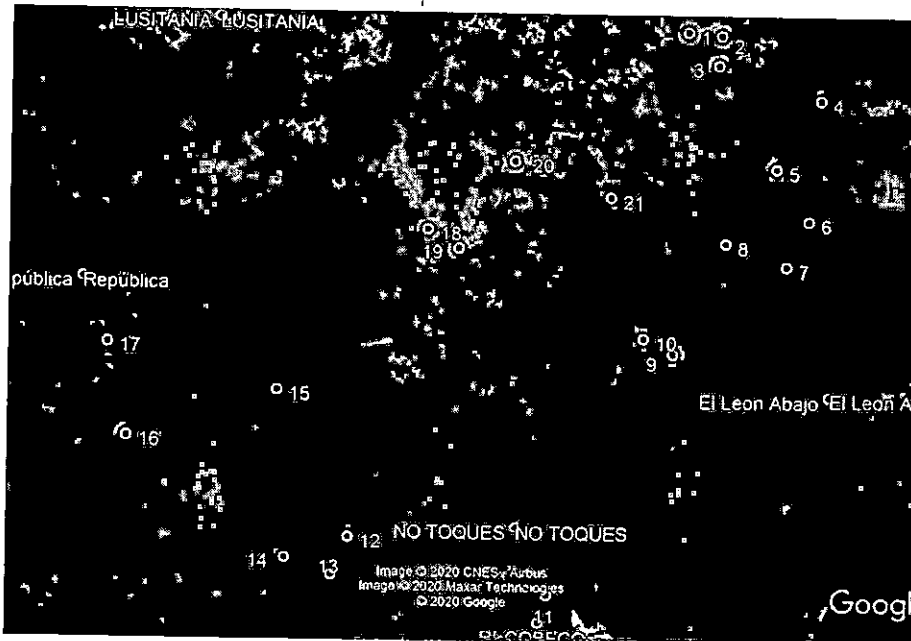 LUSITANIA LUSITANIA
1
2
3
4
5
20
21
6
18
19
8
7
pública República
17
10
9
15
El Leon Abajo El Leon A
16
12
NO TOQUES NO TOQUES
14
13
Image © 2020 CNES / Airbus
Image © 2020 Maxar Technologies
© 2020 Google
11
Googl